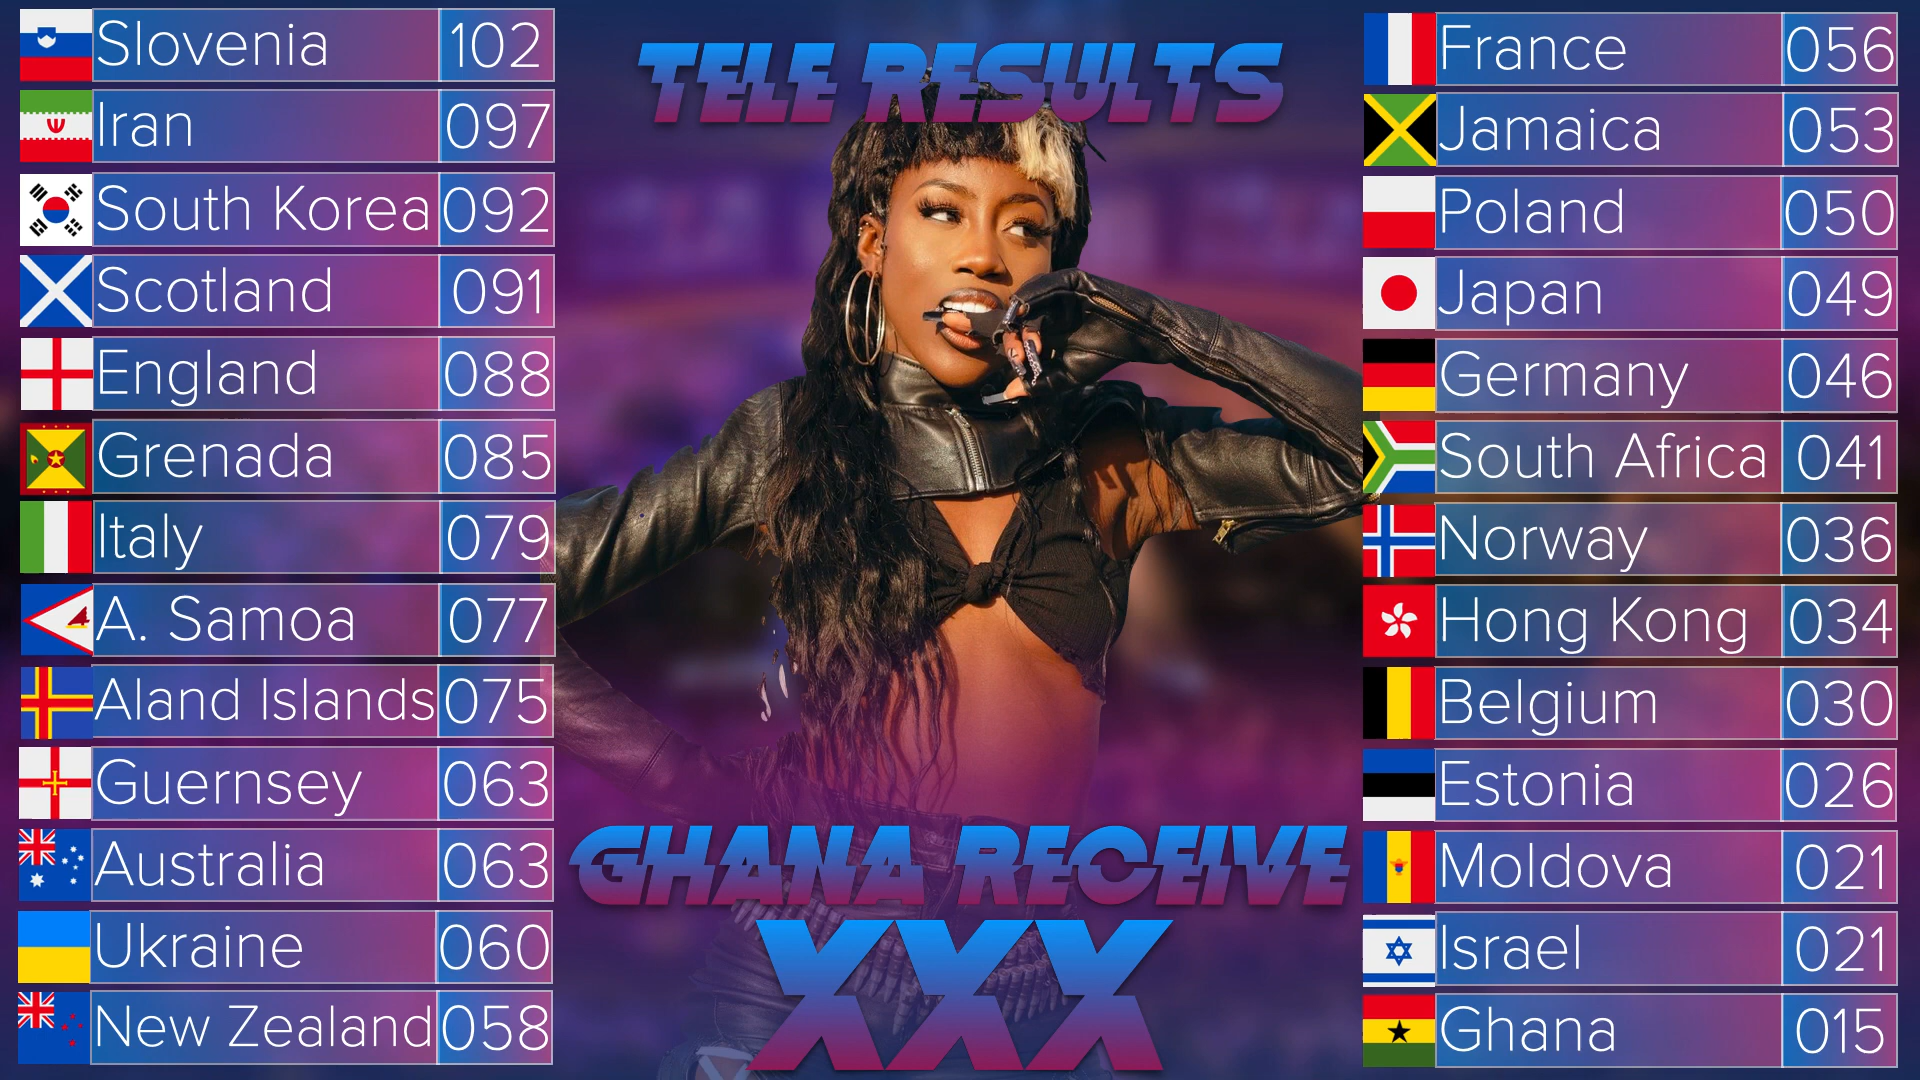 TELE RESULTS
Slovenia 102
Iran 097
South Korea 092
Scotland 091
England 088
Grenada 085
Italy 079
A. Samoa 077
Aland Islands 075
Guernsey 063
Australia 063
Ukraine 060
New Zealand 058
France 056
Jamaica 053
Poland 050
Japan 049
Germany 046
South Africa 041
Norway 036
Hong Kong 034
Belgium 030
Estonia 026
Moldova 021
Israel 021
Ghana 015
GHANA RECEIVE
XXX